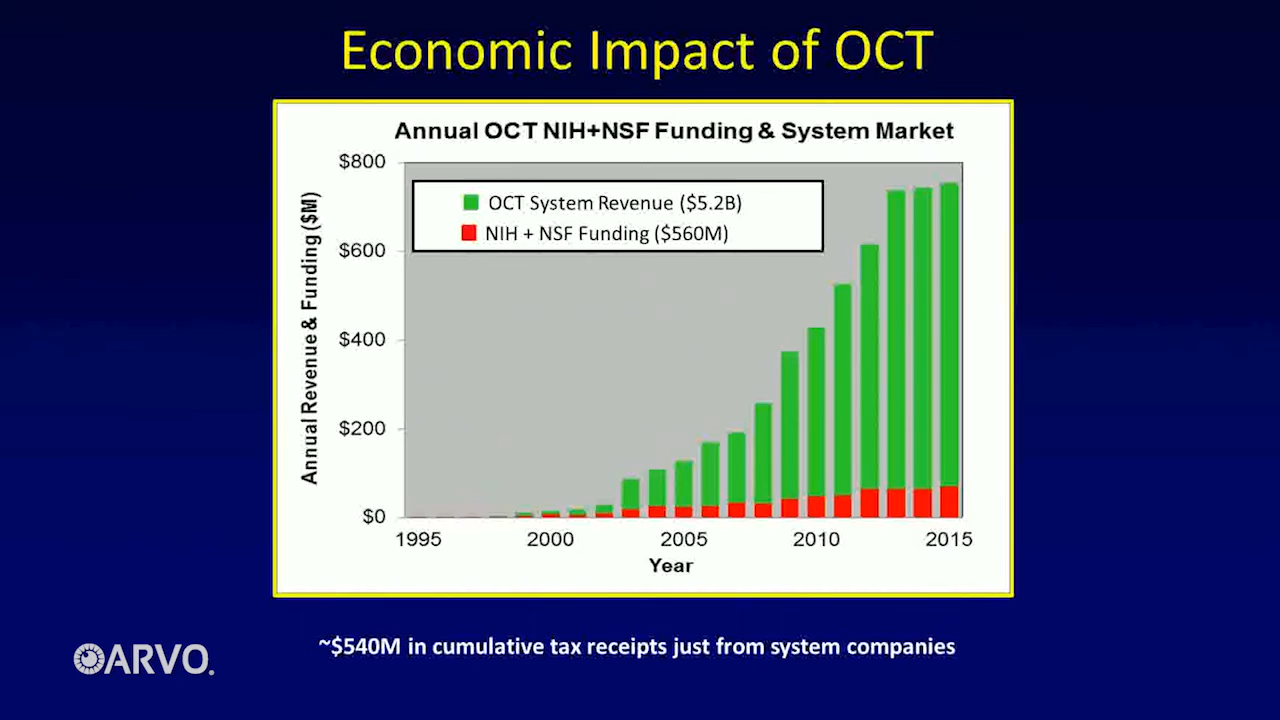 Economic Impact of OCT
Annual OCT NIH+NSF Funding & System Market
Annual Revenue & Funding ($M)
$800
$600
$400
$200
$0
OCT System Revenue ($5.2B)
NIH + NSF Funding ($560M)
1995 2000 2005 2010 2015
Year
~$540M in cumulative tax receipts just from system companies
ARVO.